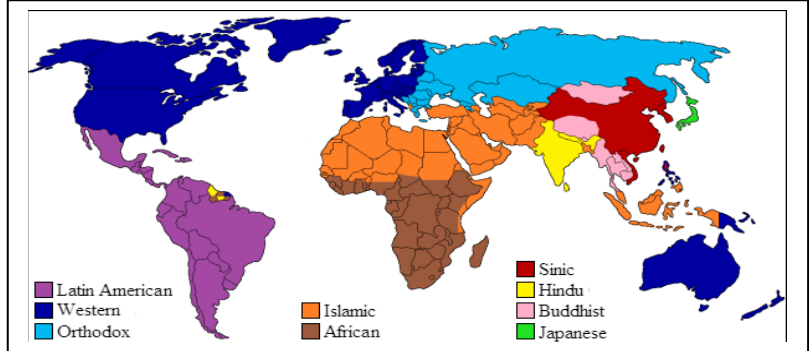 Latin American
Western
Orthodox
Islamic
African
Sinic
Hindu
Buddhist
Japanese